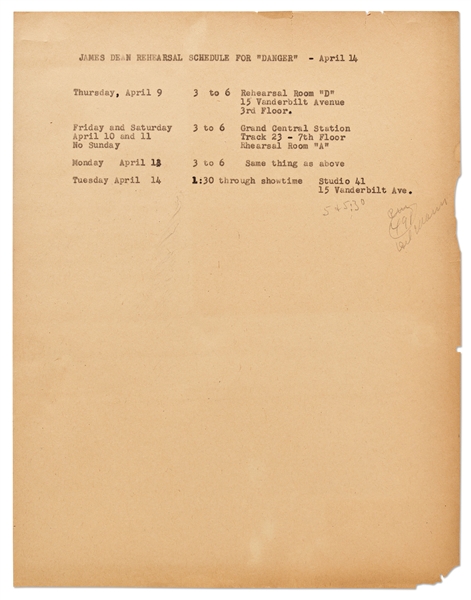 JAMES DEAN REHEARSAL SCHEDULE FOR "DANGER" - April 14
Thursday, April 9 3 to 6 Rehearsal Room "D"
15 Vanderbilt Avenue
3rd Floor.
Friday and Saturday 3 to 6 Grand Central Station
April 10 and 11 Track 23 - 7th Floor
No Sunday Rhearsal Room "A"
Monday April 13 3 to 6 Same thing as above
Tuesday April 14 1:30 through showtime Studio 41
15 Vanderbilt Ave.